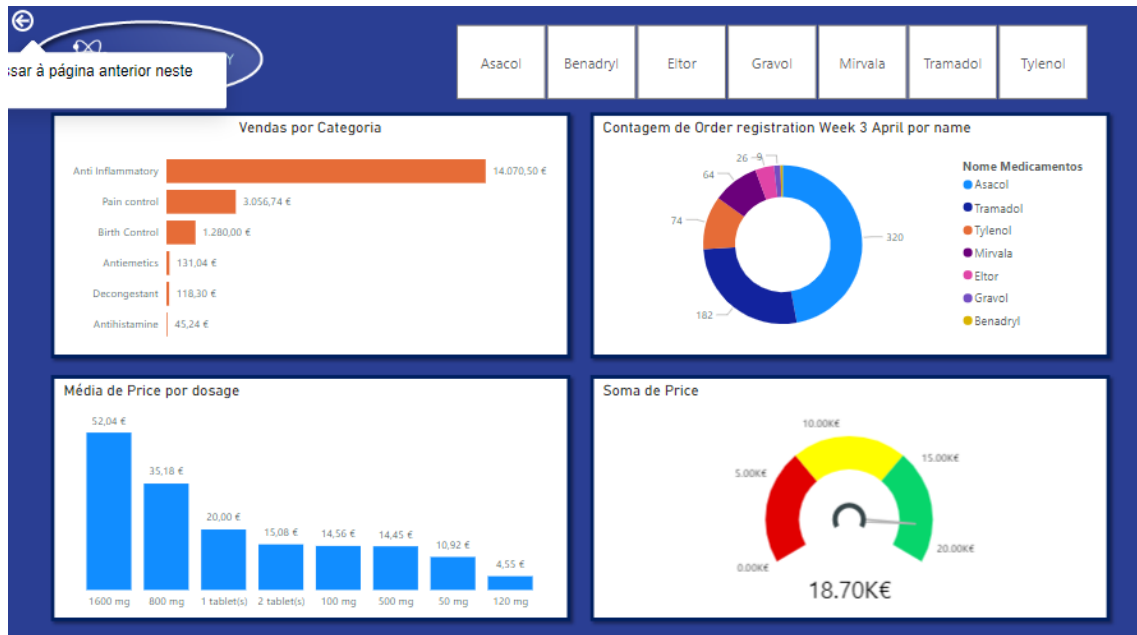 ssar à página anterior neste
Y
Asacol Benadryl Eltor Gravol Mirvala Tramadol Tylenol
Vendas por Categoria
Anti Inflammatory 14.070,50 €
Pain control 3.056,74 €
Birth Control 1.280,00 €
Antiemetics 131,04 €
Decongestant 118,30 €
Antihistamine 45,24 €
Contagem de Order registration Week 3 April por name
26 9
64
74
320
182
Nome Medicamentos
Asacol
Tramadol
Tylenol
Mirvala
Eltor
Gravol
Benadryl
Média de Price por dosage
52,04 €
35,18 €
20,00 €
15,08 €
14,56 €
14,45 €
10,92 €
4,55 €
1600 mg 800 mg 1 tablet(s) 2 tablet(s) 100 mg 500 mg 50 mg 120 mg
Soma de Price
10.00K€
5.00K€
15.00K€
0.00K€
20.00K€
18.70K€